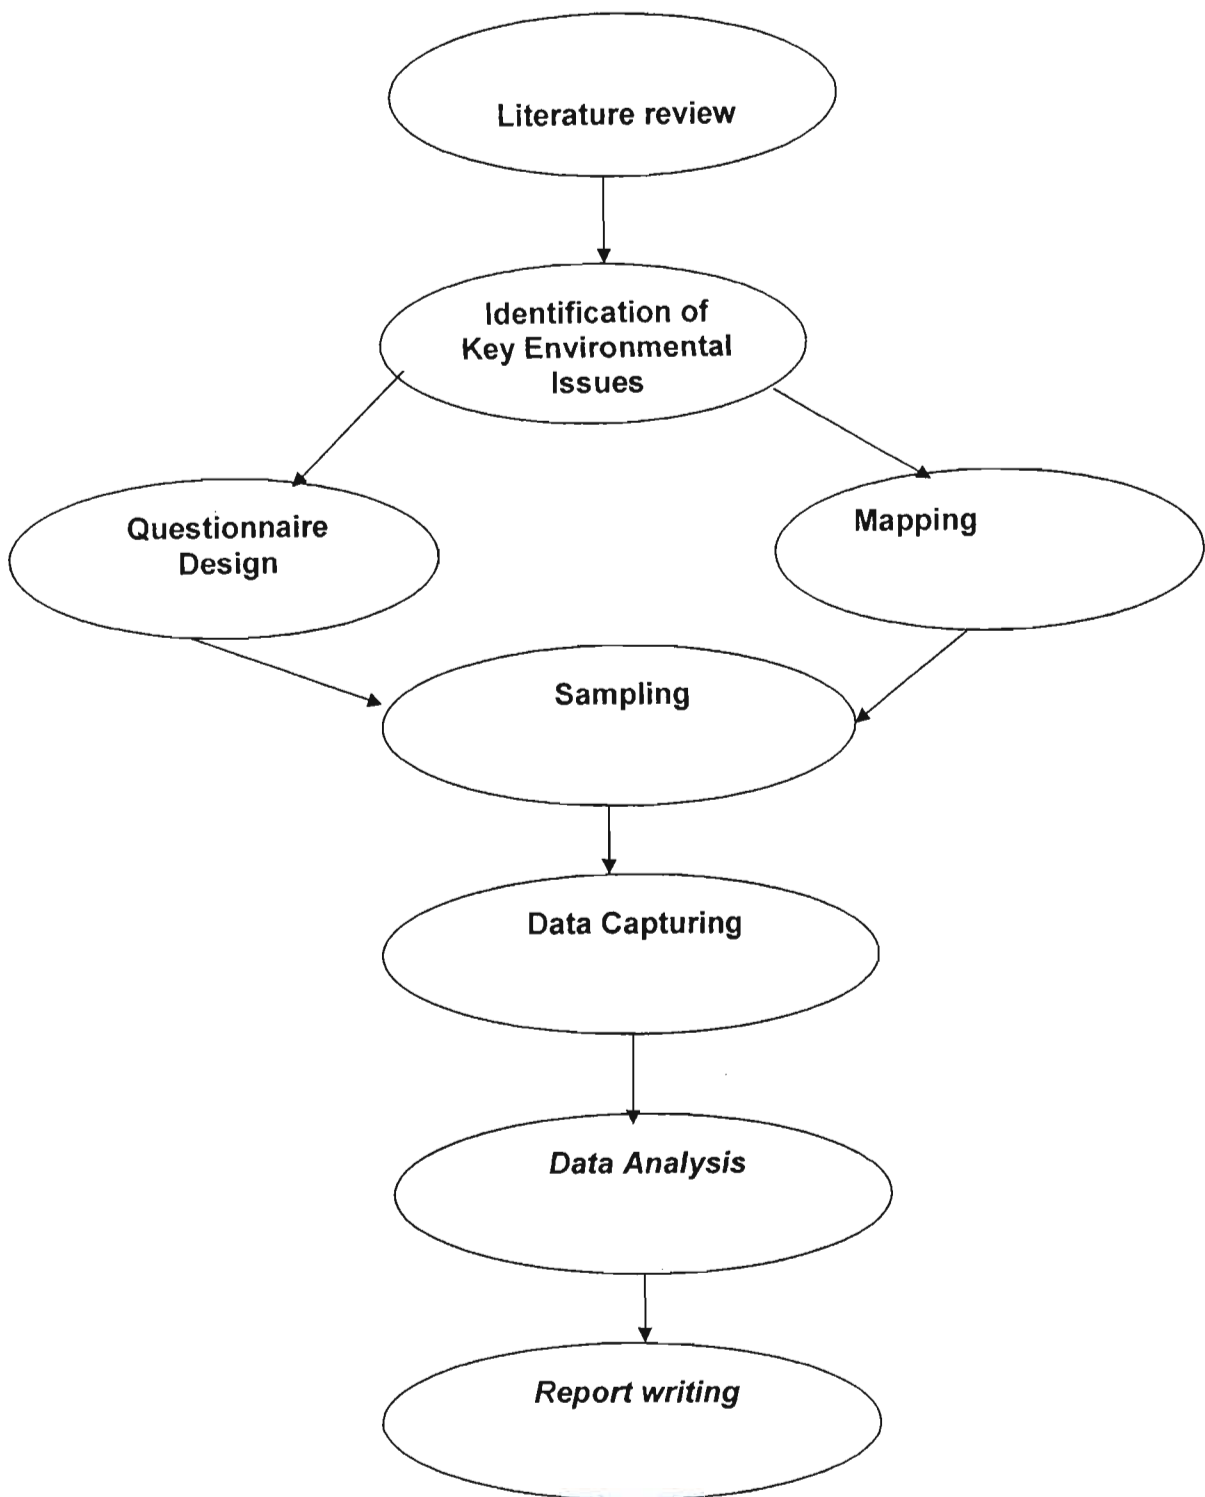 Literature review
Identification of
Key Environmental
Issues
Questionnaire
Design
Mapping
Sampling
Data Capturing
Data Analysis
Report writing